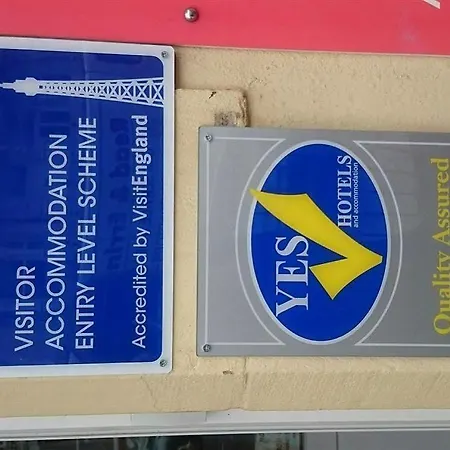 VISITOR
ACCOMMODATION
ENTRY LEVEL SCHEME
Accredited by VisitEngland
YES
HOTELS
and accommodation
Quality Assured